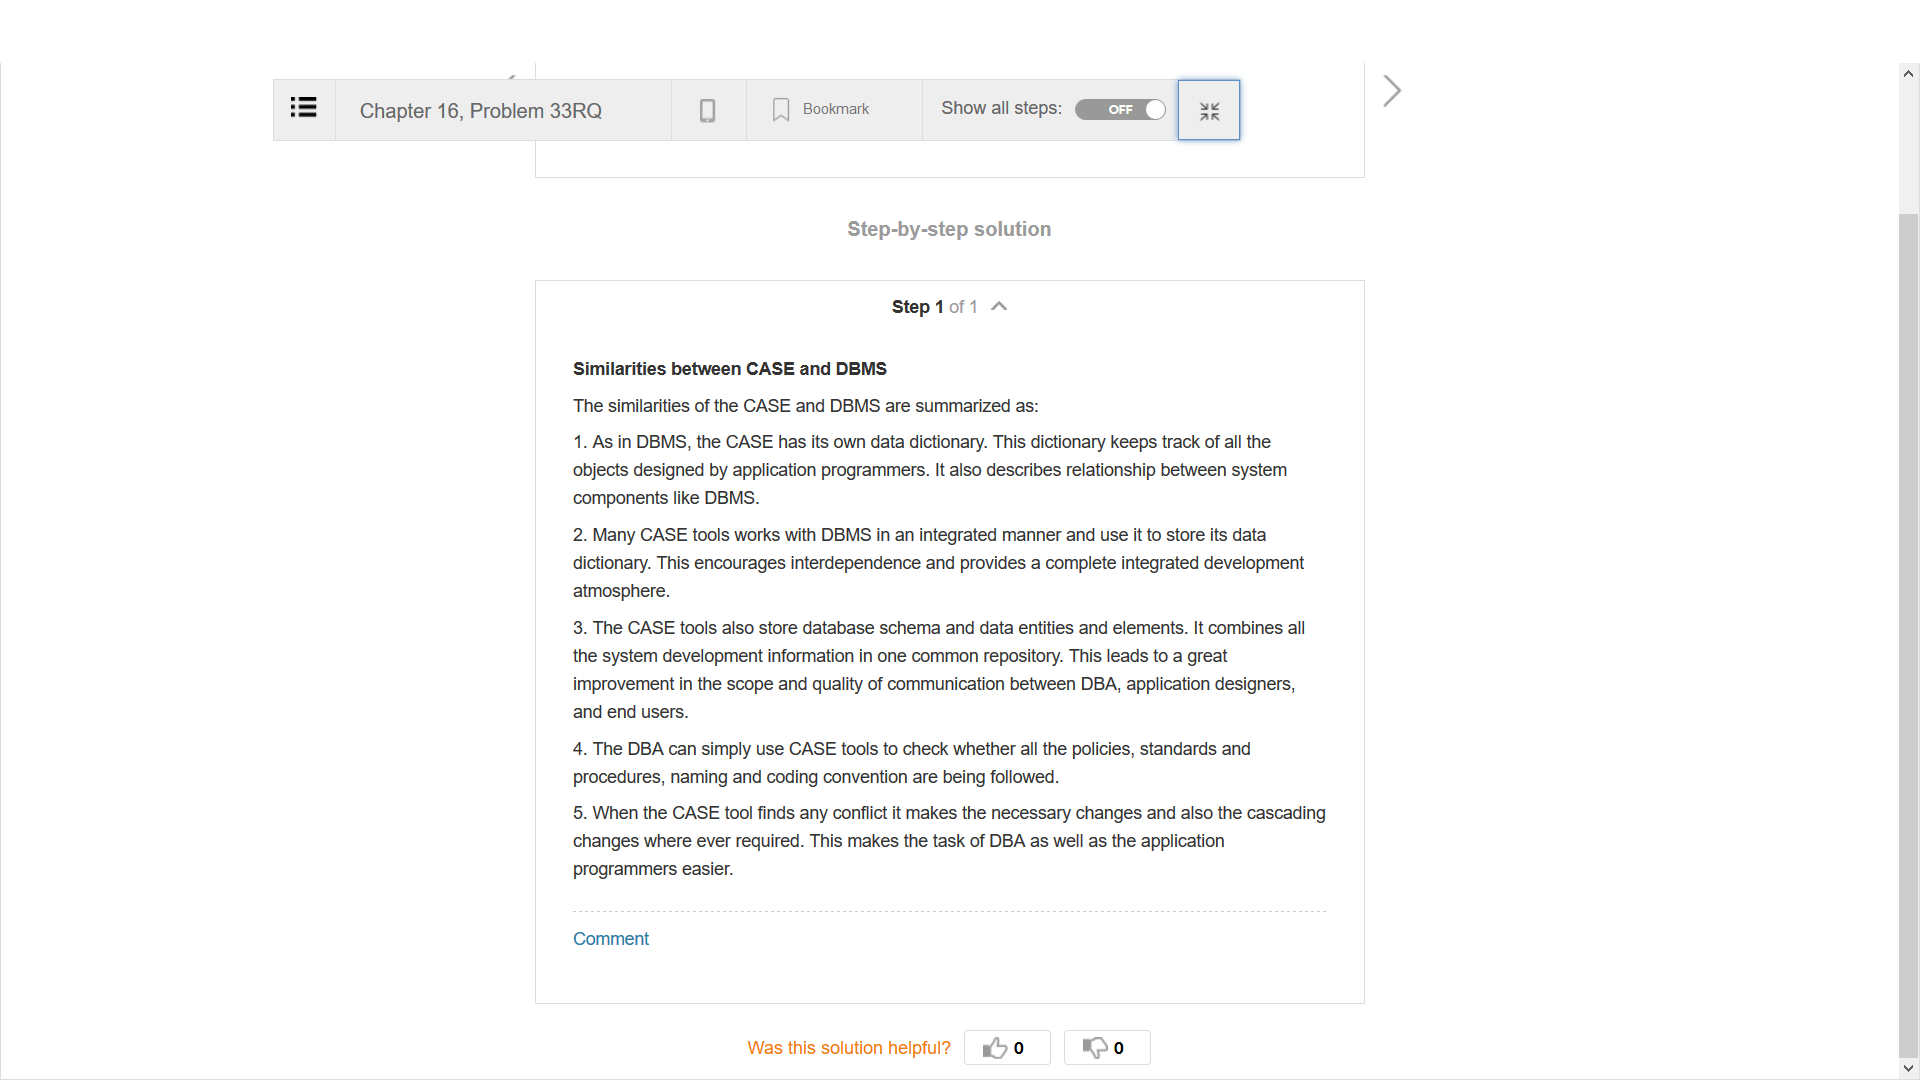 Chapter 16, Problem 33RQ
Bookmark
Show all steps:
OFF
Step-by-step solution
Step 1 of 1
Similarities between CASE and DBMS
The similarities of the CASE and DBMS are summarized as:
1. As in DBMS, the CASE has its own data dictionary. This dictionary keeps track of all the
objects designed by application programmers. It also describes relationship between system
components like DBMS.
2. Many CASE tools works with DBMS in an integrated manner and use it to store its data
dictionary. This encourages interdependence and provides a complete integrated development
atmosphere.
3. The CASE tools also store database schema and data entities and elements. It combines all
the system development information in one common repository. This leads to a great
improvement in the scope and quality of communication between DBA, application designers,
and end users.
4. The DBA can simply use CASE tools to check whether all the policies, standards and
procedures, naming and coding convention are being followed.
5. When the CASE tool finds any conflict it makes the necessary changes and also the cascading
changes where ever required. This makes the task of DBA as well as the application
programmers easier.
Comment
Was this solution helpful?
0
0